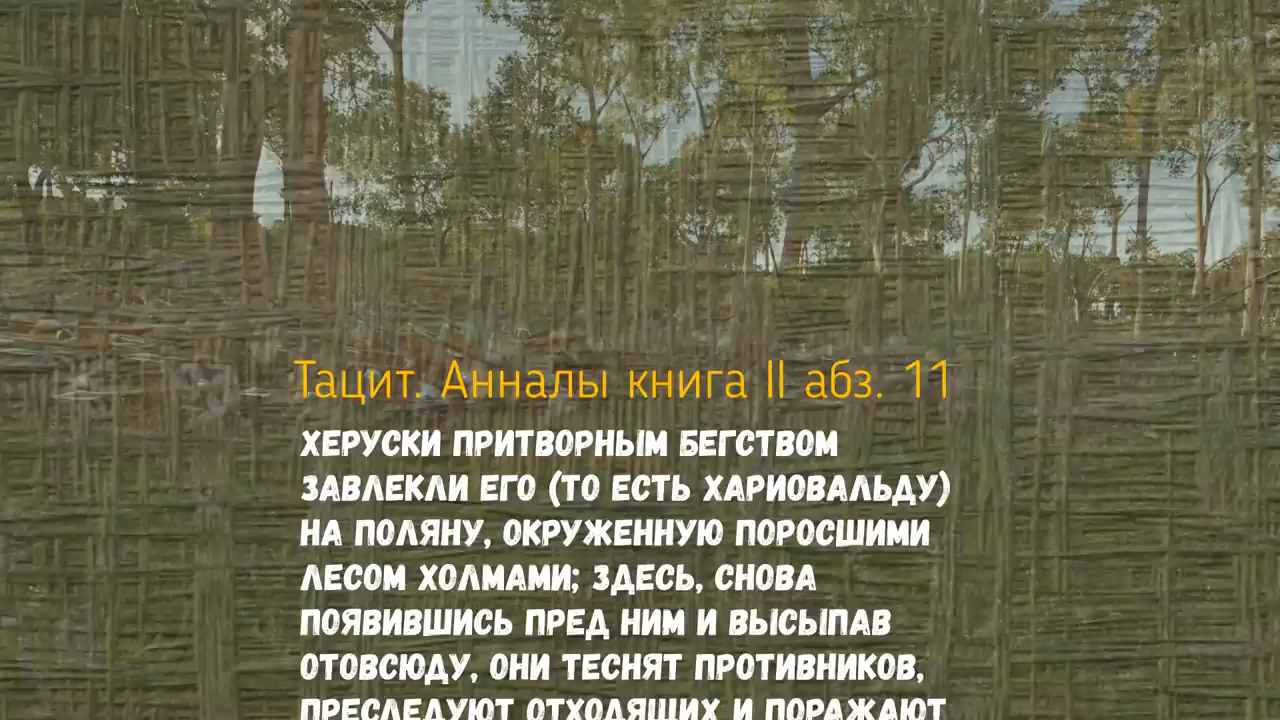 Тацит. Анналы книга II абз. 11
ХЕРУСКИ ПРИТВОРНЫМ БЕГСТВОМ
ЗАВЛЕКЛИ ЕГО (ТО ЕСТЬ ХАРИОВАЛЬДУ)
НА ПОЛЯНУ, ОКРУЖЕННУЮ ПОРОСШИМИ
ЛЕСОМ ХОЛМАМИ; ЗДЕСЬ, СНОВА
ПОЯВИВШИСЬ ПРЕД НИМ И ВЫСЫПАВ
ОТОВСЮДУ, ОНИ ТЕСНЯТ ПРОТИВНИКОВ,
ПРЕСЛЕДУЮТ ОТХОДЯЩИХ И ПОРАЖАЮТ